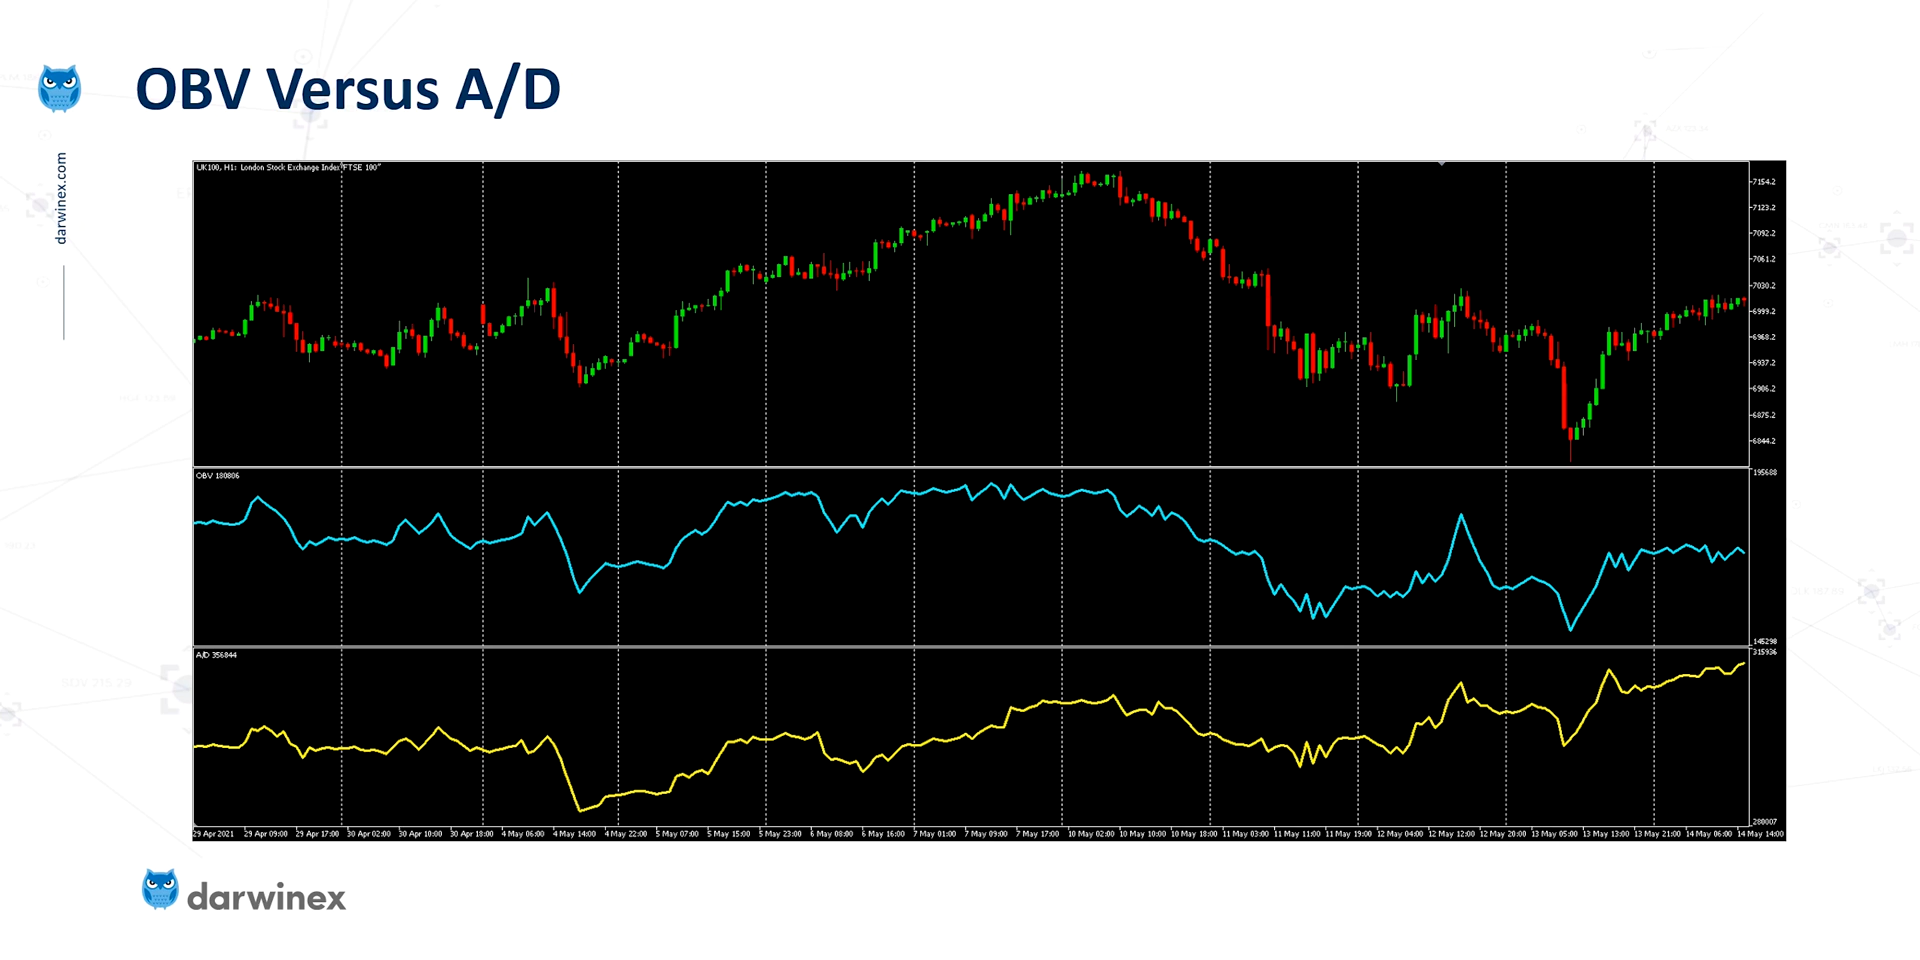 OBV Versus A/D
darwinex.com
UK100, H1: London Stock Exchange Index "FTSE 100"
7154.2
7123.2
7092.2
7061.2
7030.2
6999.2
6968.2
6937.2
6906.2
6875.2
6844.2
OBV 180806
195688
145298
A/D 356844
315936
280007
29 Apr 2021 29 Apr 09:00 29 Apr 17:00 30 Apr 02:00 30 Apr 10:00 30 Apr 18:00 4 May 06:00 4 May 14:00 4 May 22:00 5 May 07:00 5 May 15:00 5 May 23:00 6 May 08:00 6 May 16:00 7 May 01:00 7 May 09:00 7 May 17:00 10 May 02:00 10 May 10:00 10 May 18:00 11 May 03:00 11 May 11:00 11 May 19:00 12 May 04:00 12 May 12:00 12 May 20:00 13 May 05:00 13 May 13:00 13 May 21:00 14 May 06:00 14 May 14:00
darwinex